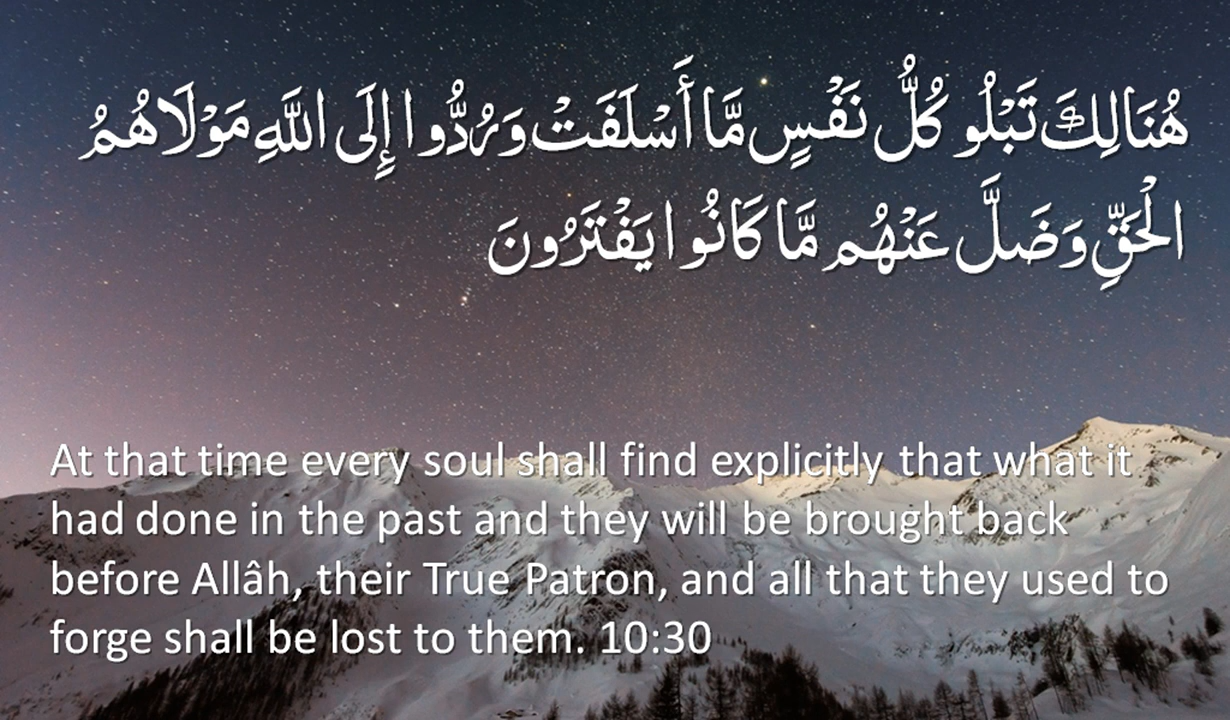 هُنَالِكَ تَبْلُو كُلُّ نَفْسٍ مَّا أَسْلَفَتْ وَرُدُّوا إِلَى اللَّهِ مَوْلَاهُمُ
الْحَقِّ وَضَلَّ عَنْهُم مَّا كَانُوا يَفْتَرُونَ
At that time every soul shall find explicitly that what it
had done in the past and they will be brought back
before Allâh, their True Patron, and all that they used to
forge shall be lost to them. 10:30